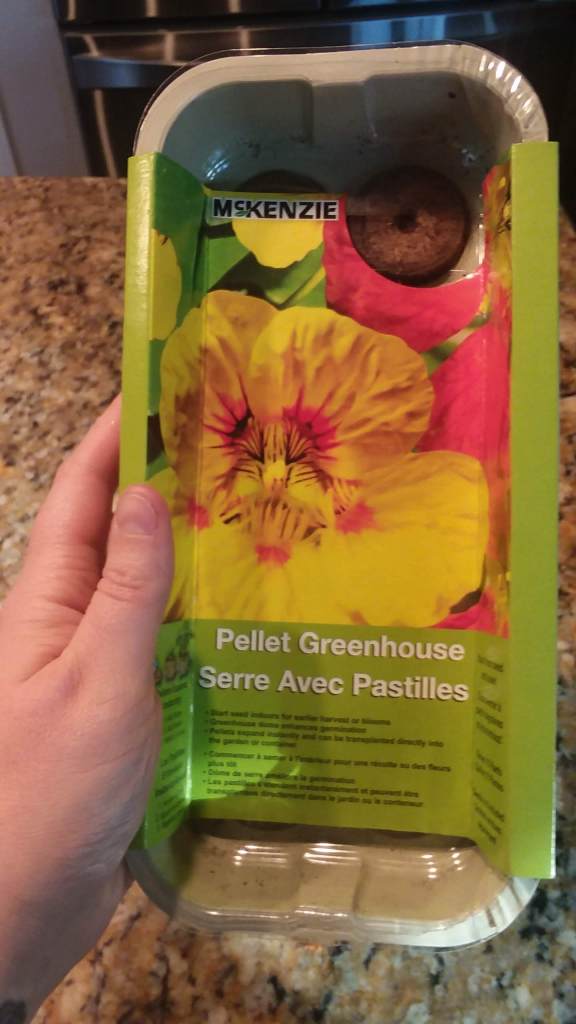 McKENZIE
Pellet Greenhouse
Serre Avec Pastilles
• Start seed indoors for earlier harvest or blooms
• Greenhouse dome enhances germination
• Pellets expand instantly and can be transplanted directly into
the garden or container
• Commencer à semer à l'intérieur pour une récolte ou des fleurs
plus tôt
• Dôme de serre améliore la germination
• Les pastilles s'étendent instantanément et peuvent être
transplantées directement dans le jardin ou le conteneur